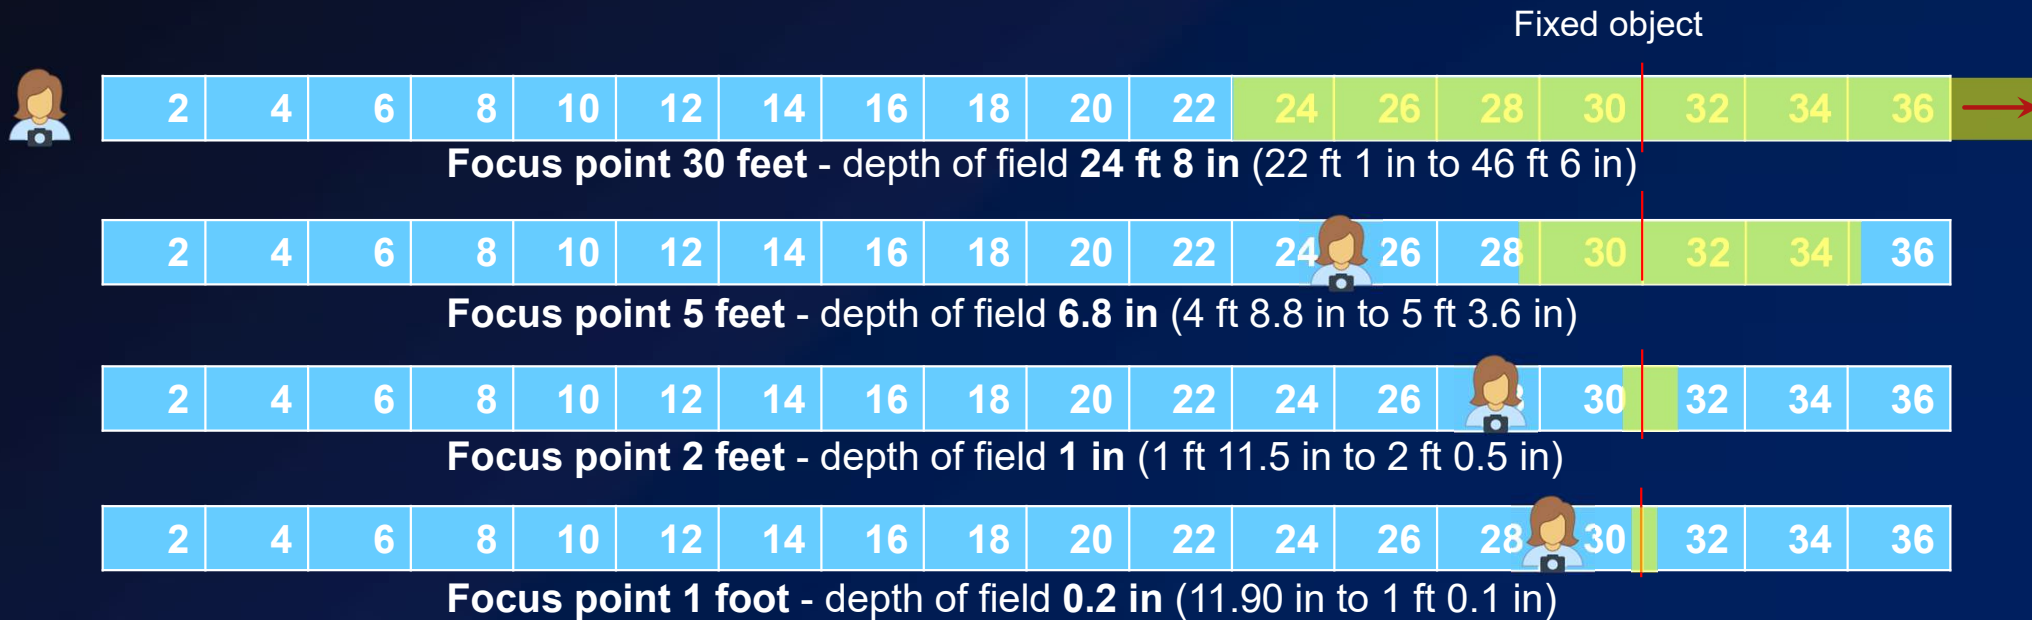 Fixed object
2 4 6 8 10 12 14 16 18 20 22 24 26 28 30 32 34 36
Focus point 30 feet - depth of field 24 ft 8 in (22 ft 1 in to 46 ft 6 in)
2 4 6 8 10 12 14 16 18 20 22 24 26 28 30 32 34 36
Focus point 5 feet - depth of field 6.8 in (4 ft 8.8 in to 5 ft 3.6 in)
2 4 6 8 10 12 14 16 18 20 22 24 26 30 32 34 36
Focus point 2 feet - depth of field 1 in (1 ft 11.5 in to 2 ft 0.5 in)
2 4 6 8 10 12 14 16 18 20 22 24 26 28 30 32 34 36
Focus point 1 foot - depth of field 0.2 in (11.90 in to 1 ft 0.1 in)